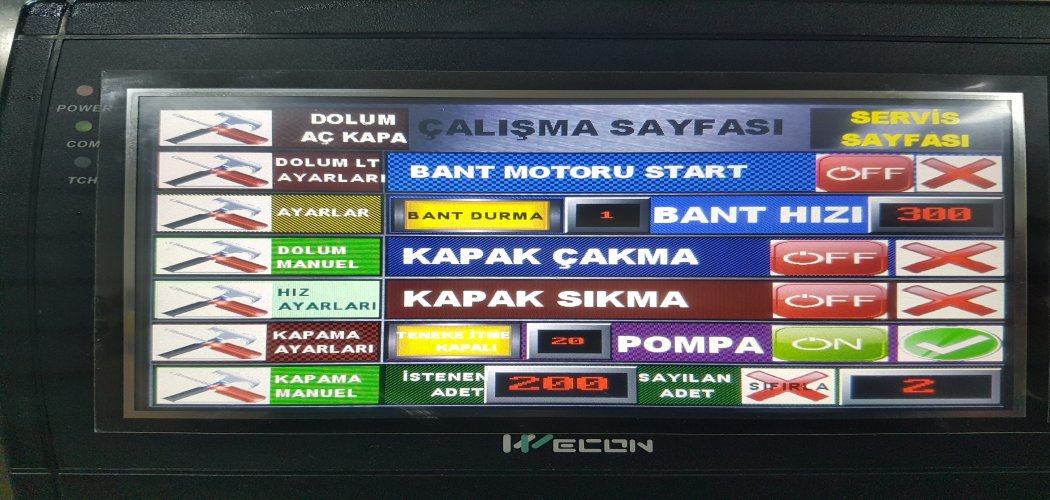 POWER
COM
TCH
DOLUM
AÇ KAPA
ÇALIŞMA SAYFASI
SERVİS
SAYFASI
DOLUM LT
AYARLARI
BANT MOTORU START
OFF
AYARLAR
BANT DURMA
1
BANT HIZI
300
DOLUM
MANUEL
KAPAK ÇAKMA
OFF
HIZ
AYARLARI
KAPAK SIKMA
OFF
KAPAMA
AYARLARI
TENEKE İTME
KAPALI
20
POMPA
ON
KAPAMA
MANUEL
İSTENEN
ADET
200
SAYILAN
ADET
SIFIRLA
2
WECON